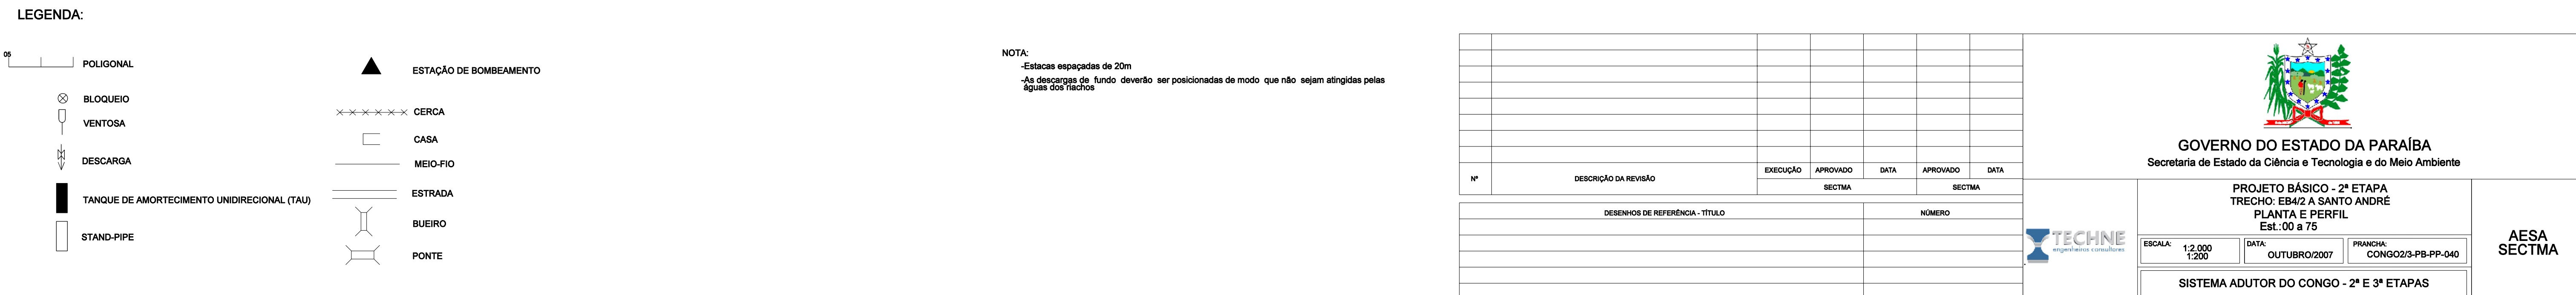 LEGENDA:
05
POLIGONAL
BLOQUEIO
VENTOSA
DESCARGA
TANQUE DE AMORTECIMENTO UNIDIRECIONAL (TAU)
STAND-PIPE
ESTAÇÃO DE BOMBEAMENTO
CERCA
CASA
MEIO-FIO
ESTRADA
BUEIRO
PONTE
NOTA:
-Estacas espaçadas de 20m
-As descargas de fundo deverão ser posicionadas de modo que não sejam atingidas pelas
águas dos riachos
Nº DESCRIÇÃO DA REVISÃO EXECUÇÃO APROVADO DATA APROVADO DATA
SECTMA SECTMA
DESENHOS DE REFERÊNCIA - TÍTULO NÚMERO
GOVERNO DO ESTADO DA PARAÍBA
Secretaria de Estado da Ciência e Tecnologia e do Meio Ambiente
TECHNE
engenheiros consultores
PROJETO BÁSICO - 2ª ETAPA
TRECHO: EB4/2 A SANTO ANDRÉ
PLANTA E PERFIL
Est.:00 a 75
ESCALA: 1:2.000
1:200
DATA:
OUTUBRO/2007
PRANCHA:
CONGO2/3-PB-PP-040
SISTEMA ADUTOR DO CONGO - 2ª E 3ª ETAPAS
AESA
SECTMA